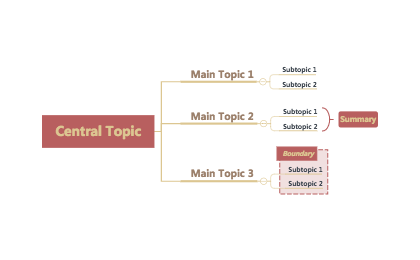 Central Topic
Main Topic 1
Subtopic 1
Subtopic 2
Main Topic 2
Subtopic 1
Subtopic 2
Summary
Main Topic 3
Boundary
Subtopic 1
Subtopic 2